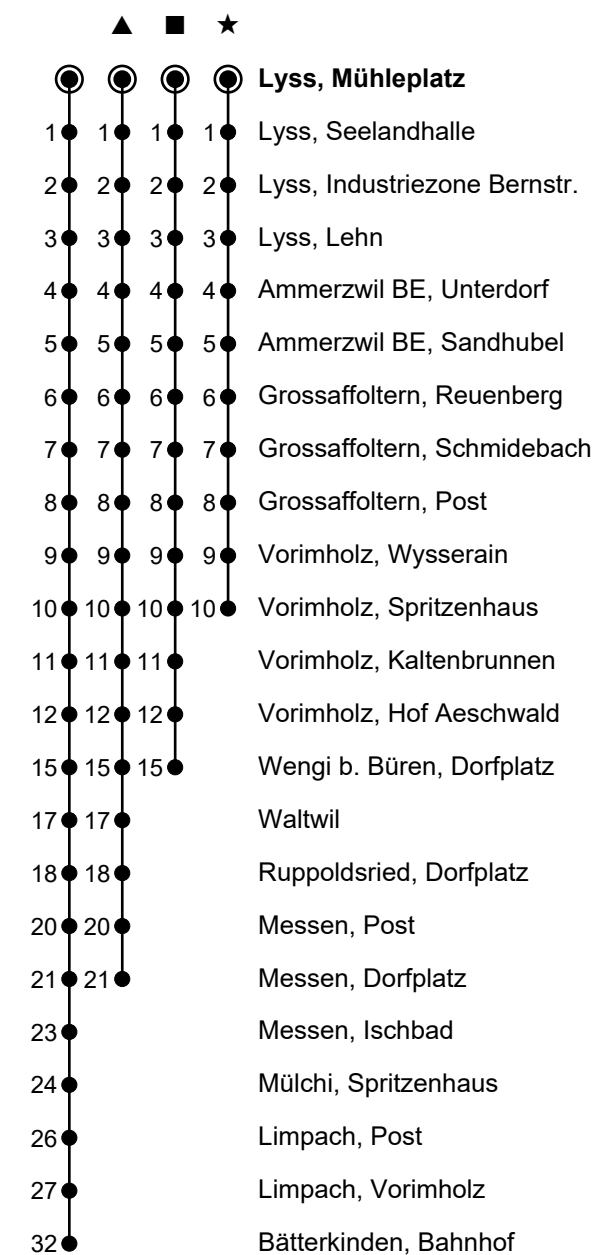 ▲ ■ ★
Lyss, Mühleplatz
1 1 1 1 Lyss, Seelandhalle
2 2 2 2 Lyss, Industriezone Bernstr.
3 3 3 3 Lyss, Lehn
4 4 4 4 Ammerzwil BE, Unterdorf
5 5 5 5 Ammerzwil BE, Sandhubel
6 6 6 6 Grossaffoltern, Reuenberg
7 7 7 7 Grossaffoltern, Schmidebach
8 8 8 8 Grossaffoltern, Post
9 9 9 9 Vorimholz, Wysserain
10 10 10 10 Vorimholz, Spritzenhaus
11 11 11 Vorimholz, Kaltenbrunnen
12 12 12 Vorimholz, Hof Aeschwald
15 15 15 Wengi b. Büren, Dorfplatz
17 17 Waltwil
18 18 Ruppoldsried, Dorfplatz
20 20 Messen, Post
21 21 Messen, Dorfplatz
23 Messen, Ischbad
24 Mülchi, Spritzenhaus
26 Limpach, Post
27 Limpach, Vorimholz
32 Bätterkinden, Bahnhof